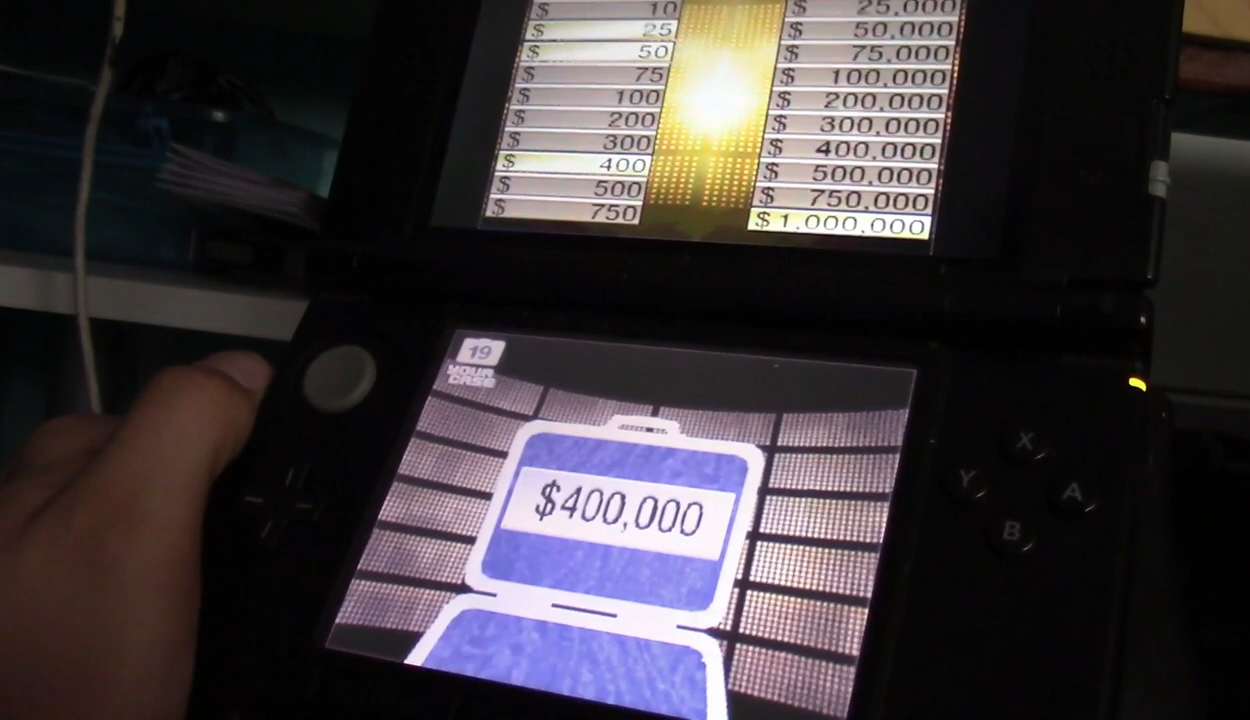 $ 10 $ 25,000
$ 25 $ 50,000
$ 50 $ 75,000
$ 75 $ 100,000
$ 100 $ 200,000
$ 200 $ 300,000
$ 300 $ 400,000
$ 400 $ 500,000
$ 500 $ 750,000
$ 750 $ 1,000,000
19
YOUR
CASE
$400,000
X
Y
A
B